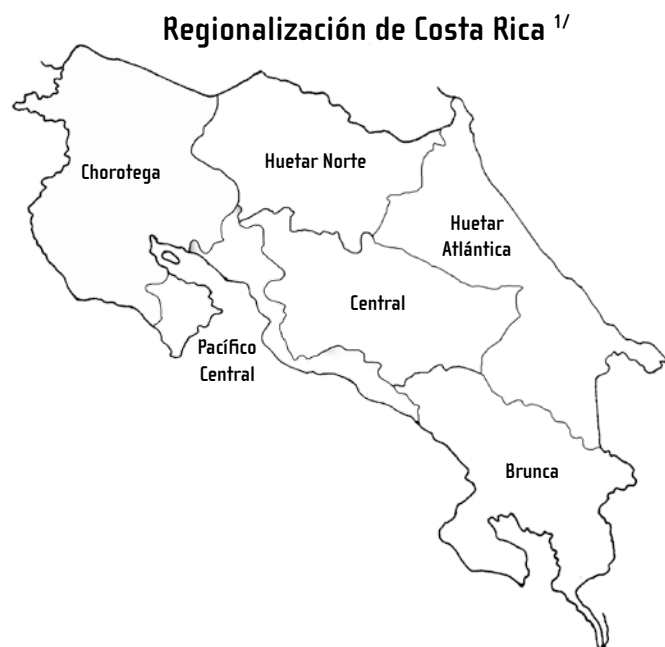 Regionalización de Costa Rica 1/
Chorotega
Huetar Norte
Huetar
Atlántica
Central
Pacífico
Central
Brunca